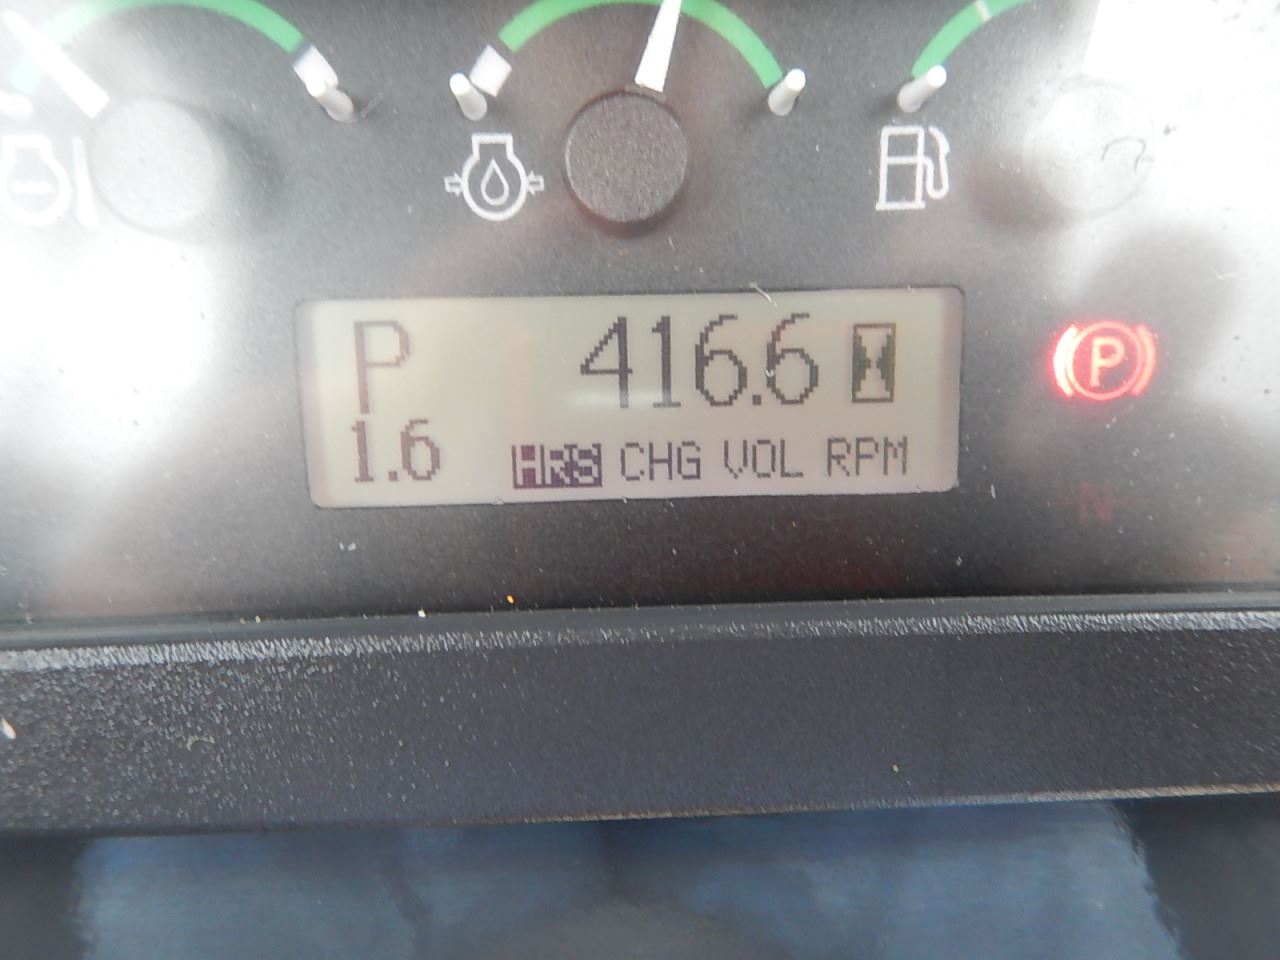 P 416.6
1.6 HRS CHG VOL RPM
P
N